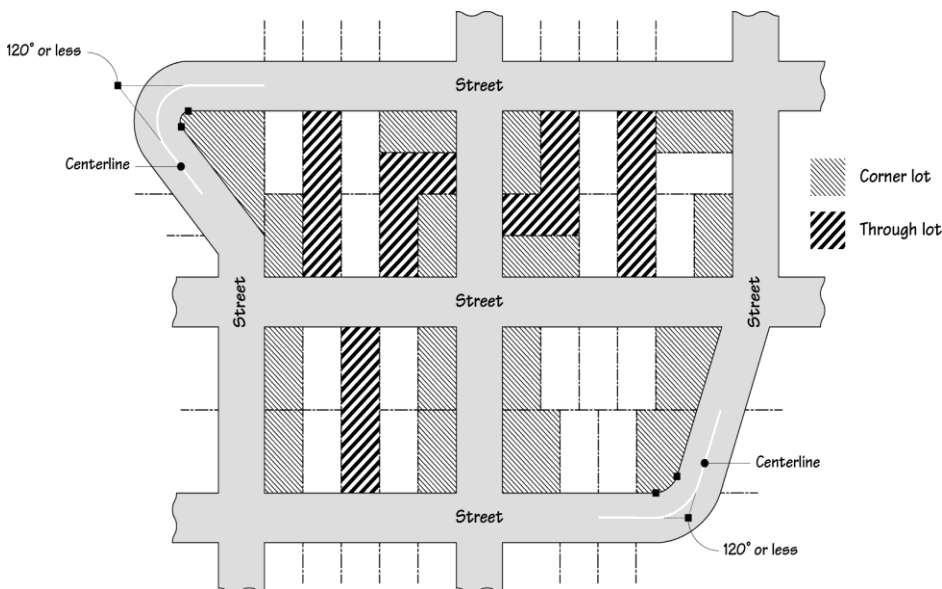 120° or less
Street
Centerline
Corner lot
Through lot
Street
Street
Street
Centerline
Street
120° or less